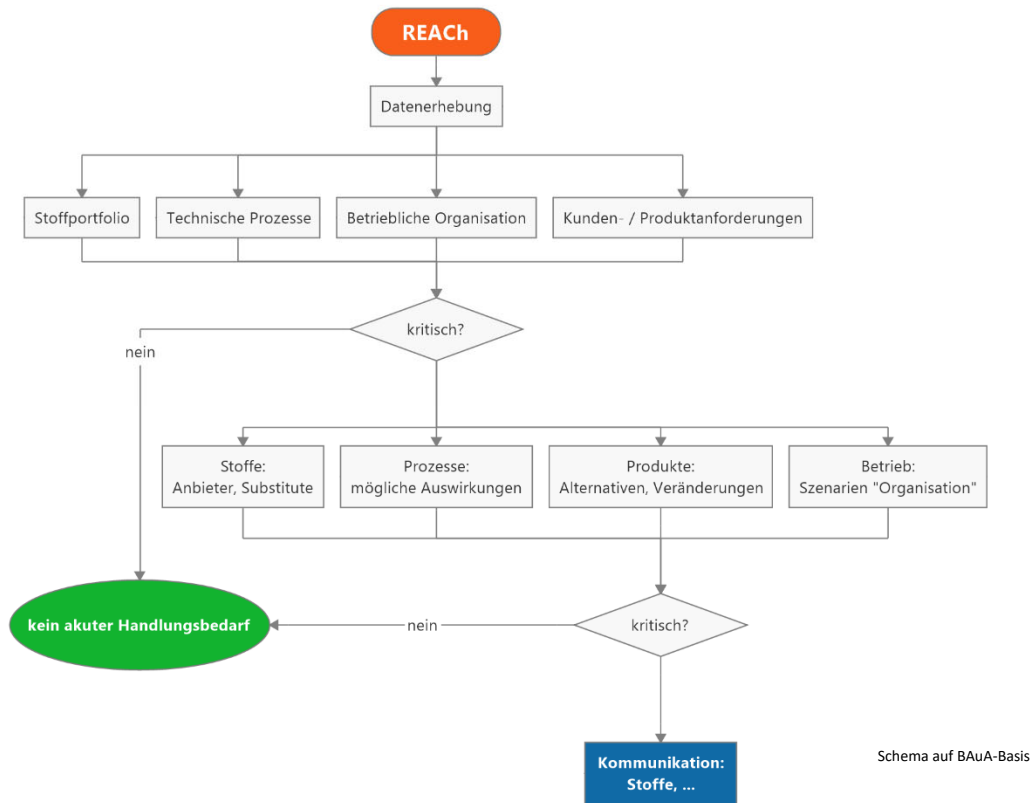 REACh
Datenerhebung
Stoffportfolio
Technische Prozesse
Betriebliche Organisation
Kunden- / Produktanforderungen
kritisch?
nein
Stoffe:
Anbieter, Substitute
Prozesse:
mögliche Auswirkungen
Produkte:
Alternativen, Veränderungen
Betrieb:
Szenarien "Organisation"
kein akuter Handlungsbedarf
nein
kritisch?
Kommunikation:
Stoffe, ...
Schema auf BAuA-Basis